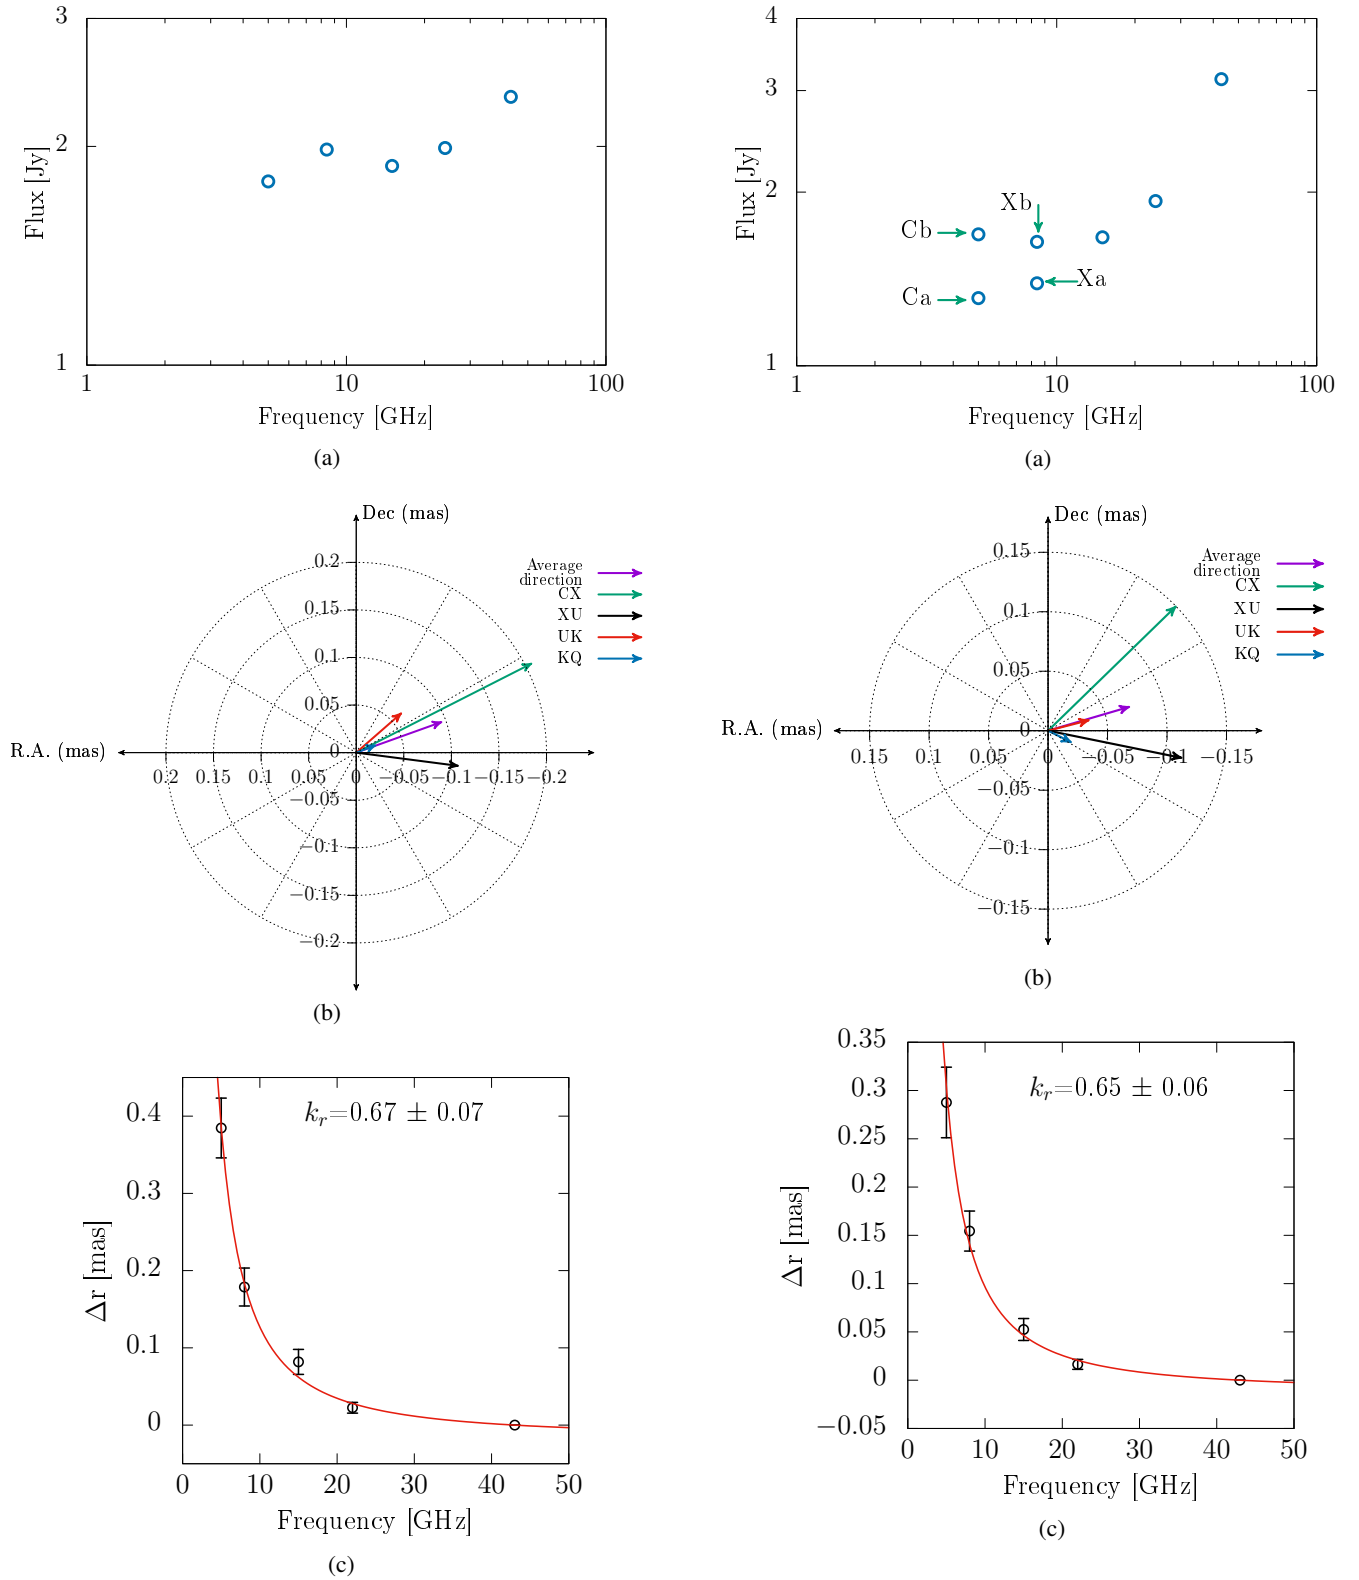 3
2
1
Flux [Jy]
1 10 100
Frequency [GHz]
(a)
4
3
2
1
Flux [Jy]
Xb
Cb
Xa
Ca
1 10 100
Frequency [GHz]
(a)
Dec (mas)
0.2
0.15
0.1
0.05
0
−0.05
−0.1
−0.15
−0.2
R.A. (mas)
0.2 0.15 0.1 0.05 0 −0.05 −0.1 −0.15 −0.2
Average
direction
CX
XU
UK
KQ
(b)
Dec (mas)
0.15
0.1
0.05
0
−0.05
−0.1
−0.15
R.A. (mas)
0.15 0.1 0.05 0 −0.05 −0.1 −0.15
Average
direction
CX
XU
UK
KQ
(b)
0.4
0.3
0.2
0.1
0
Δr [mas]
kr=0.67 ± 0.07
0 10 20 30 40 50
Frequency [GHz]
(c)
0.35
0.3
0.25
0.2
0.15
0.1
0.05
0
−0.05
Δr [mas]
kr=0.65 ± 0.06
0 10 20 30 40 50
Frequency [GHz]
(c)